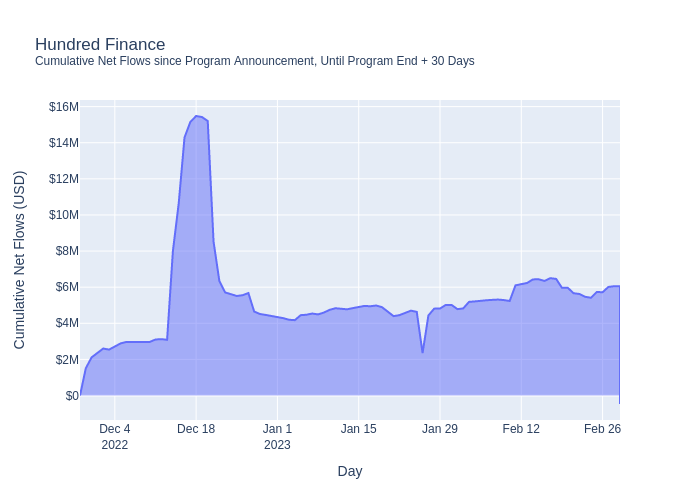 Hundred Finance
Cumulative Net Flows since Program Announcement, Until Program End + 30 Days
$16M
$14M
$12M
$10M
$8M
$6M
$4M
$2M
$0
Cumulative Net Flows (USD)
Dec 4
2022
Dec 18
Jan 1
2023
Jan 15
Jan 29
Feb 12
Feb 26
Day